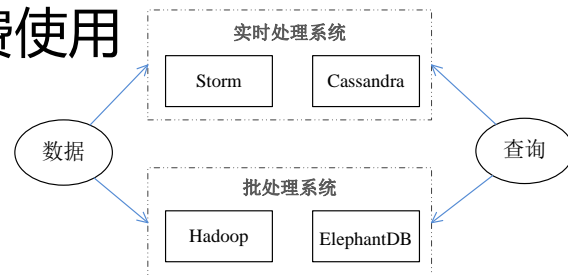 费使用
实时处理系统
Storm
Cassandra
数据
查询
批处理系统
Hadoop
ElephantDB